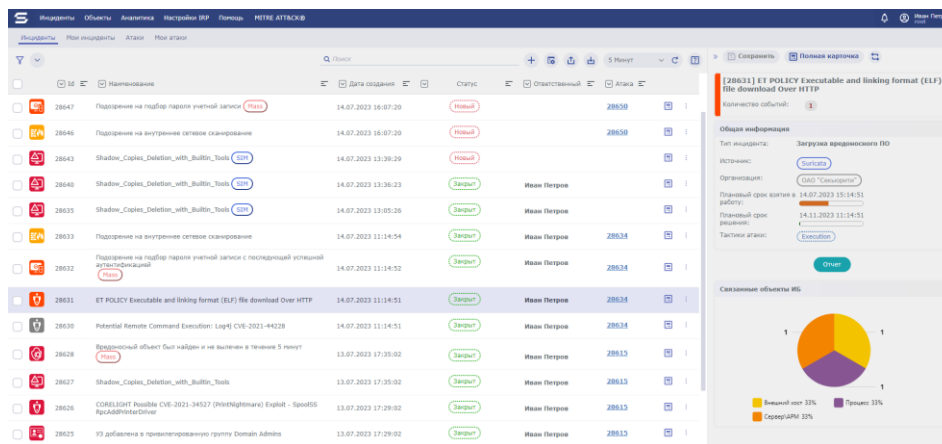 Инциденты Объекты Аналитика Настройки IRP Помощь MITRE ATT&CK® Иван Пет
root
Инциденты Мои инциденты Атаки Мои атаки
Поиск 5 Минут Сохранить Полная карточка
Id Наименование Дата создания Статус Ответственный Атака
28647 Подозрение на подбор пароля учетной записи Mass 14.07.2023 16:07:20 Новый 28650
28646 Подозрение на внутреннее сетевое сканирование 14.07.2023 16:07:20 Новый 28650
28643 Shadow_Copies_Deletion_with_Builtin_Tools SIM 14.07.2023 13:39:29 Новый
28640 Shadow_Copies_Deletion_with_Builtin_Tools SIM 14.07.2023 13:36:23 Закрыт Иван Петров
28635 Shadow_Copies_Deletion_with_Builtin_Tools SIM 14.07.2023 13:05:26 Закрыт Иван Петров
28633 Подозрение на внутреннее сетевое сканирование 14.07.2023 11:14:54 Закрыт Иван Петров 28634
28632 Подозрение на подбор пароля учетной записи с последующей успешной
аутентификацией
Mass 14.07.2023 11:14:52 Закрыт Иван Петров 28634
28631 ET POLICY Executable and linking format (ELF) file download Over HTTP 14.07.2023 11:14:51 Закрыт Иван Петров 28634
28630 Potential Remote Command Execution: Log4j CVE-2021-44228 14.07.2023 11:14:51 Закрыт Иван Петров 28634
28628 Вредоносный объект был найден и не вылечен в течение 5 минут
Mass 13.07.2023 17:35:02 Закрыт Иван Петров 28615
28627 Shadow_Copies_Deletion_with_Builtin_Tools 13.07.2023 17:35:02 Закрыт Иван Петров 28615
28626 CORELIGHT Possible CVE-2021-34527 (PrintNightmare) Exploit - SpoolSS
RpcAddPrinterDriver 13.07.2023 17:29:02 Закрыт Иван Петров 28615
28625 УЗ добавлена в привилегированную группу Domain Admins 13.07.2023 17:29:02 Закрыт Иван Петров 28615
[28631] ET POLICY Executable and linking format (ELF)
file download Over HTTP
Количество событий: 1
Общая информация
Тип инцидента: Загрузка вредоносного ПО
Источник: Suricata
Организация: ОАО "Секьюрити"
Плановый срок взятия в
работу: 14.07.2023 15:14:51
Плановый срок
решения: 14.11.2023 11:14:51
Тактики атаки: Execution
Отчет
Связанные объекты ИБ
1 1
1
Внешний хост 33% Процесс 33%
Сервер\АРМ 33%